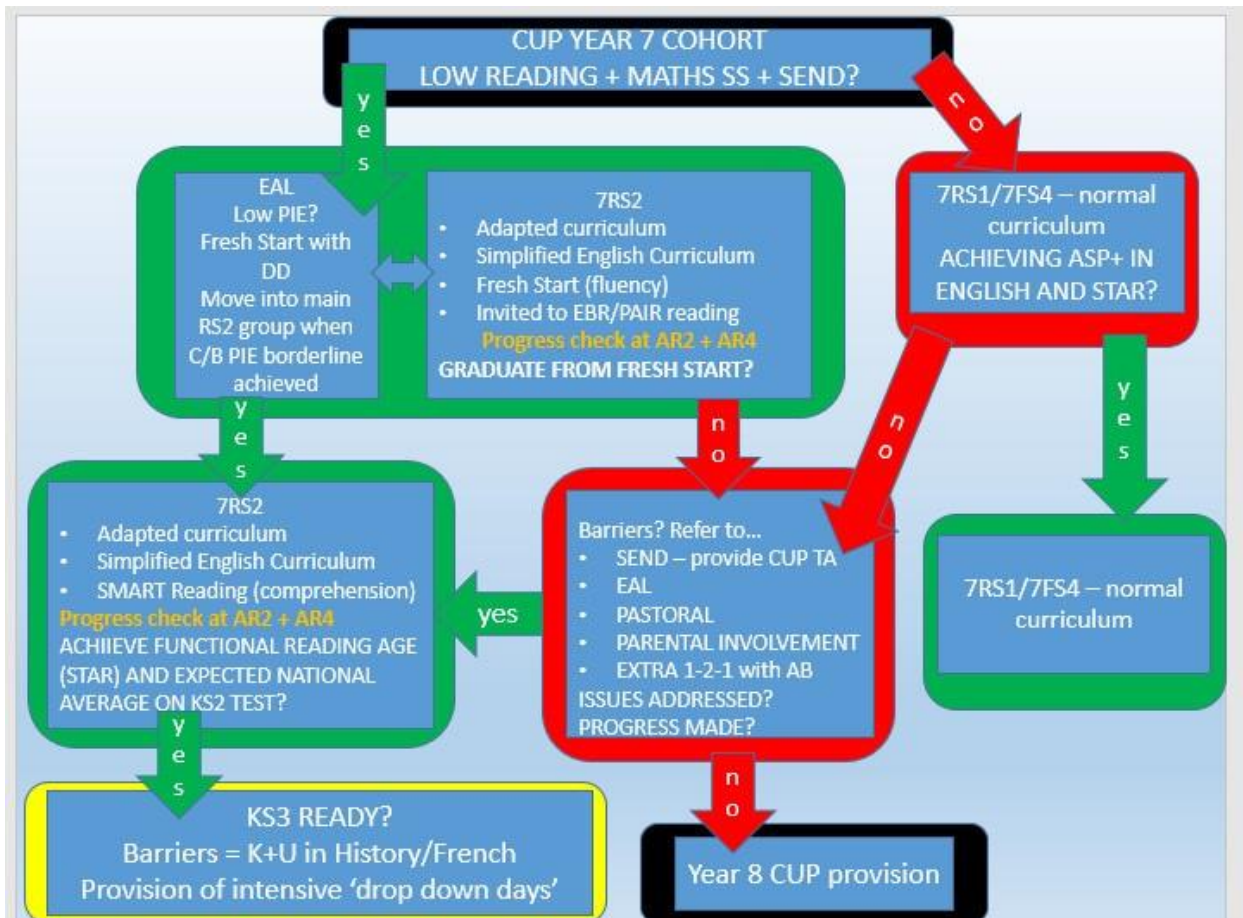 CUP YEAR 7 COHORT
LOW READING + MATHS SS + SEND?
yes
no
EAL
Low PIE?
Fresh Start with
DD
Move into main
RS2 group when
C/B PIE borderline
achieved
7RS2
• Adapted curriculum
• Simplified English Curriculum
• Fresh Start (fluency)
• Invited to EBR/PAIR reading
Progress check at AR2 + AR4
GRADUATE FROM FRESH START?
7RS1/7FS4 – normal
curriculum
ACHIEVING ASP+ IN
ENGLISH AND STAR?
yes
no
no
yes
7RS2
• Adapted curriculum
• Simplified English Curriculum
• SMART Reading (comprehension)
Progress check at AR2 + AR4
ACHIIEVE FUNCTIONAL READING AGE
(STAR) AND EXPECTED NATIONAL
AVERAGE ON KS2 TEST?
yes
Barriers? Refer to...
• SEND – provide CUP TA
• EAL
• PASTORAL
• PARENTAL INVOLVEMENT
• EXTRA 1-2-1 with AB
ISSUES ADDRESSED?
PROGRESS MADE?
7RS1/7FS4 – normal
curriculum
yes
no
KS3 READY?
Barriers = K+U in History/French
Provision of intensive ‘drop down days’
Year 8 CUP provision